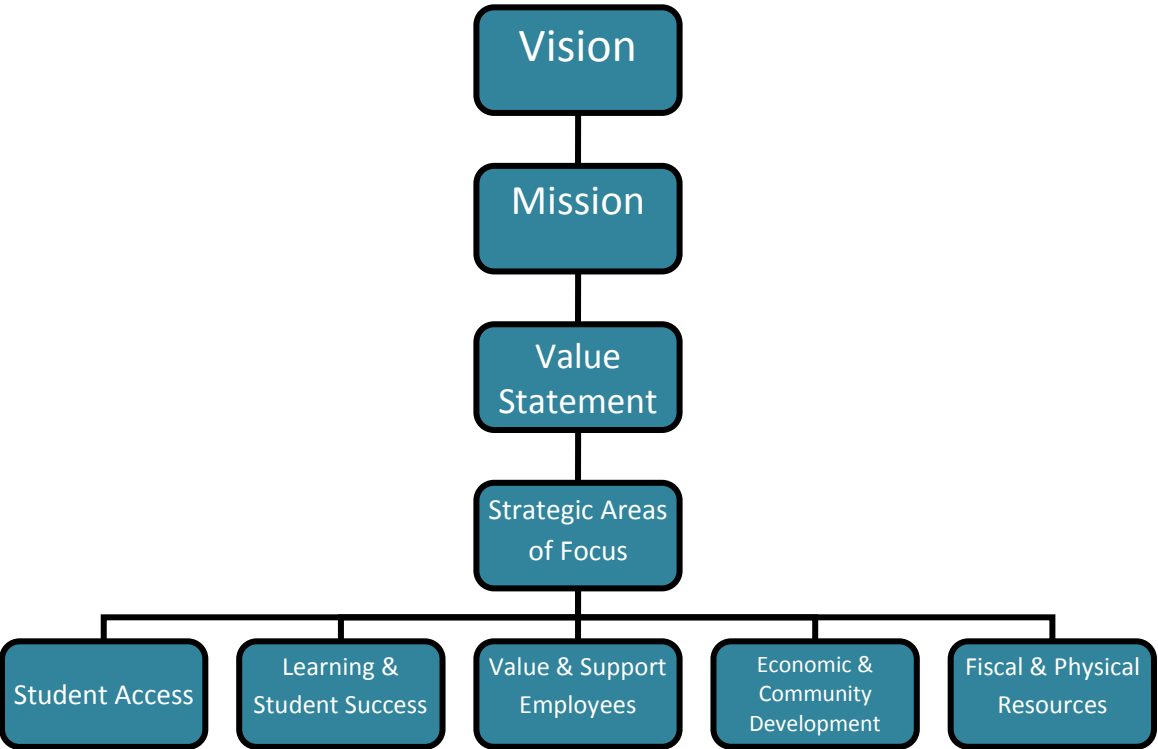 Vision
Mission
Value
Statement
Strategic Areas
of Focus
Student Access
Learning &
Student Success
Value & Support
Employees
Economic &
Community
Development
Fiscal & Physical
Resources